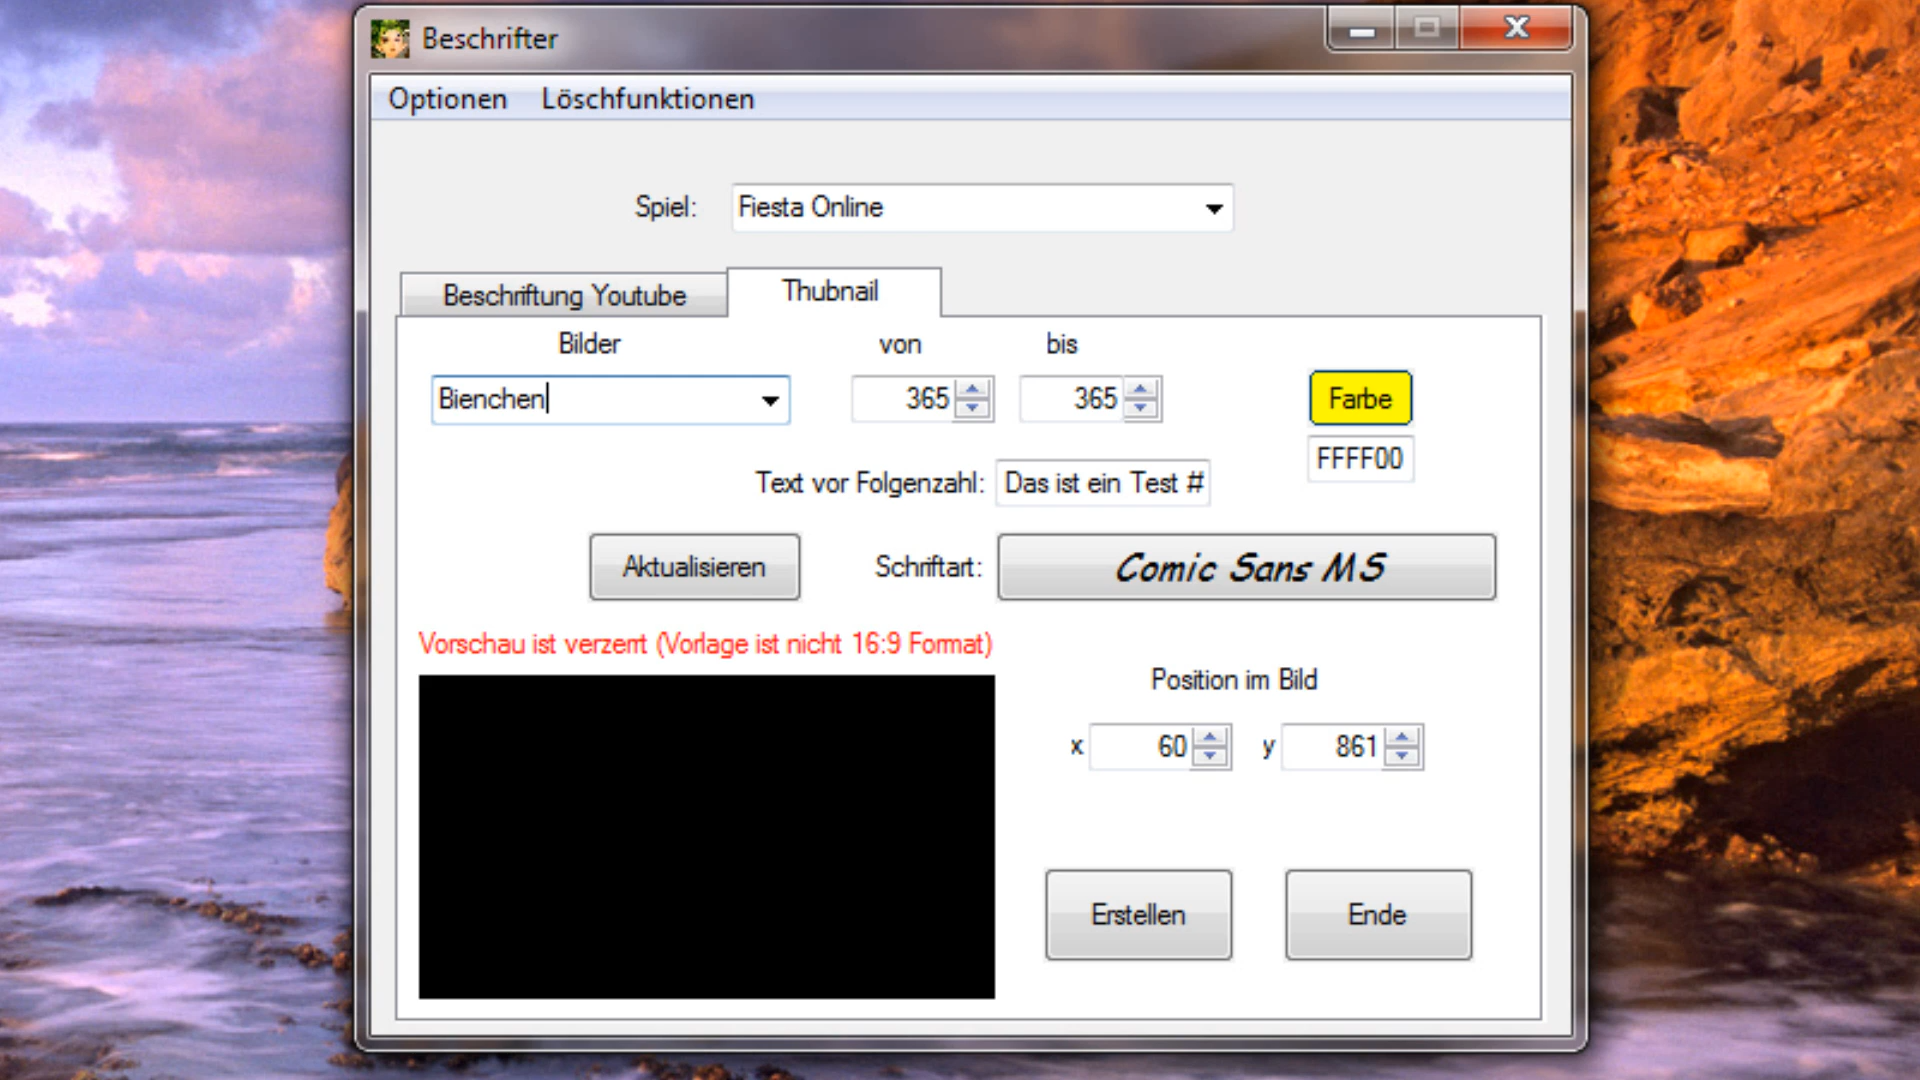 Beschrifter
Optionen Löschfunktionen
Spiel: Fiesta Online
Beschriftung Youtube Thubnail
Bilder von bis
Bienchen 365 365 Farbe
FFFF00
Text vor Folgenzahl: Das ist ein Test #
Aktualisieren Schriftart: Comic Sans MS
Vorschau ist verzerrt (Vorlage ist nicht 16:9 Format)
Position im Bild
x 60 y 861
Erstellen Ende